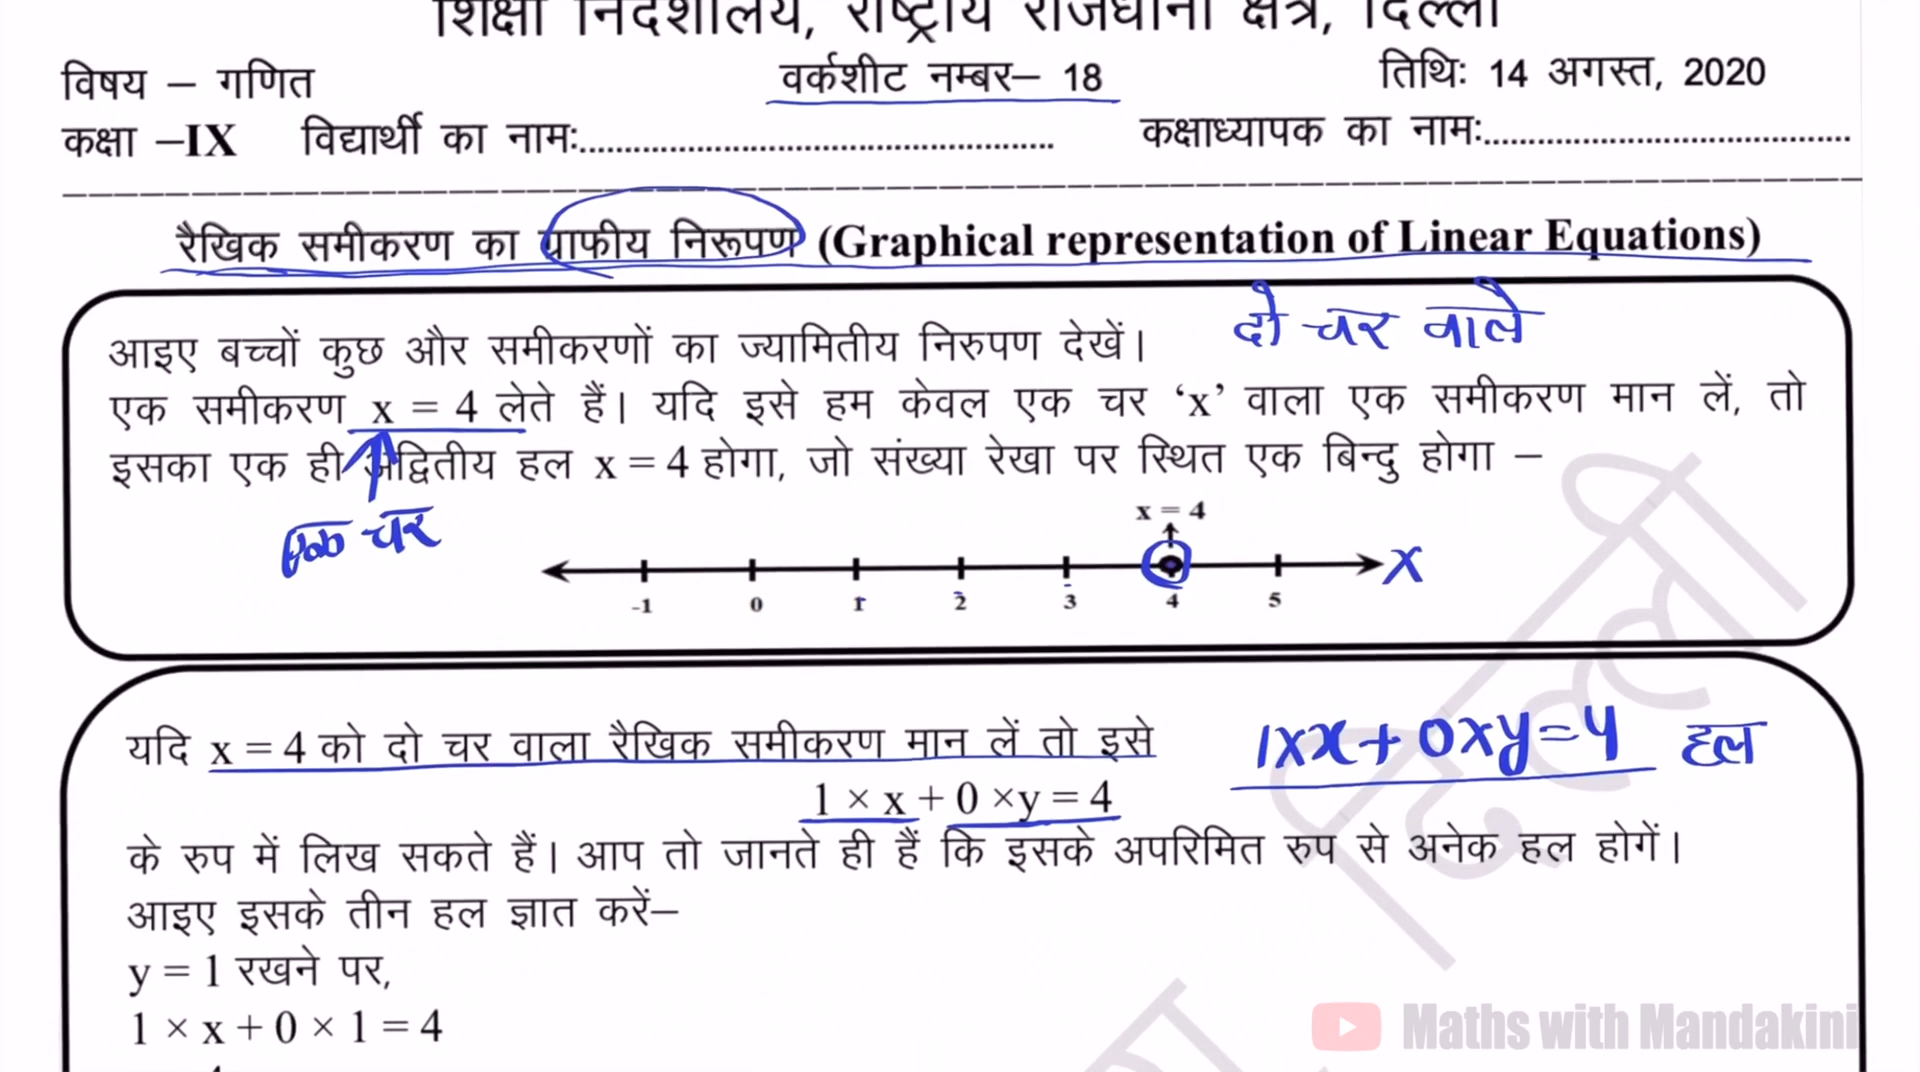 शिक्षा निदेशालय, राष्ट्रीय राजधानी क्षेत्र, दिल्ली
विषय – गणित वर्कशीट नम्बर– 18 तिथिः 14 अगस्त, 2020
कक्षा –IX विद्यार्थी का नामः.................................................... कक्षाध्यापक का नामः........................................
रैखिक समीकरण का ग्राफीय निरूपण (Graphical representation of Linear Equations)
दो चर वाले
आइए बच्चों कुछ और समीकरणों का ज्यामितीय निरुपण देखें।
एक समीकरण x = 4 लेते हैं। यदि इसे हम केवल एक चर ‘x’ वाला एक समीकरण मान लें, तो
इसका एक ही अद्वितीय हल x = 4 होगा, जो संख्या रेखा पर स्थित एक बिन्दु होगा –
एक चर
x = 4
X
-1 0 1 2 3 4 5
यदि x = 4 को दो चर वाला रैखिक समीकरण मान लें तो इसे 1xx+0xy=4 हल
1 × x + 0 ×y = 4
के रुप में लिख सकते हैं। आप तो जानते ही हैं कि इसके अपरिमित रुप से अनेक हल होगें।
आइए इसके तीन हल ज्ञात करें–
y = 1 रखने पर,
1 × x + 0 × 1 = 4
दिल्ली
Maths with Mandakini